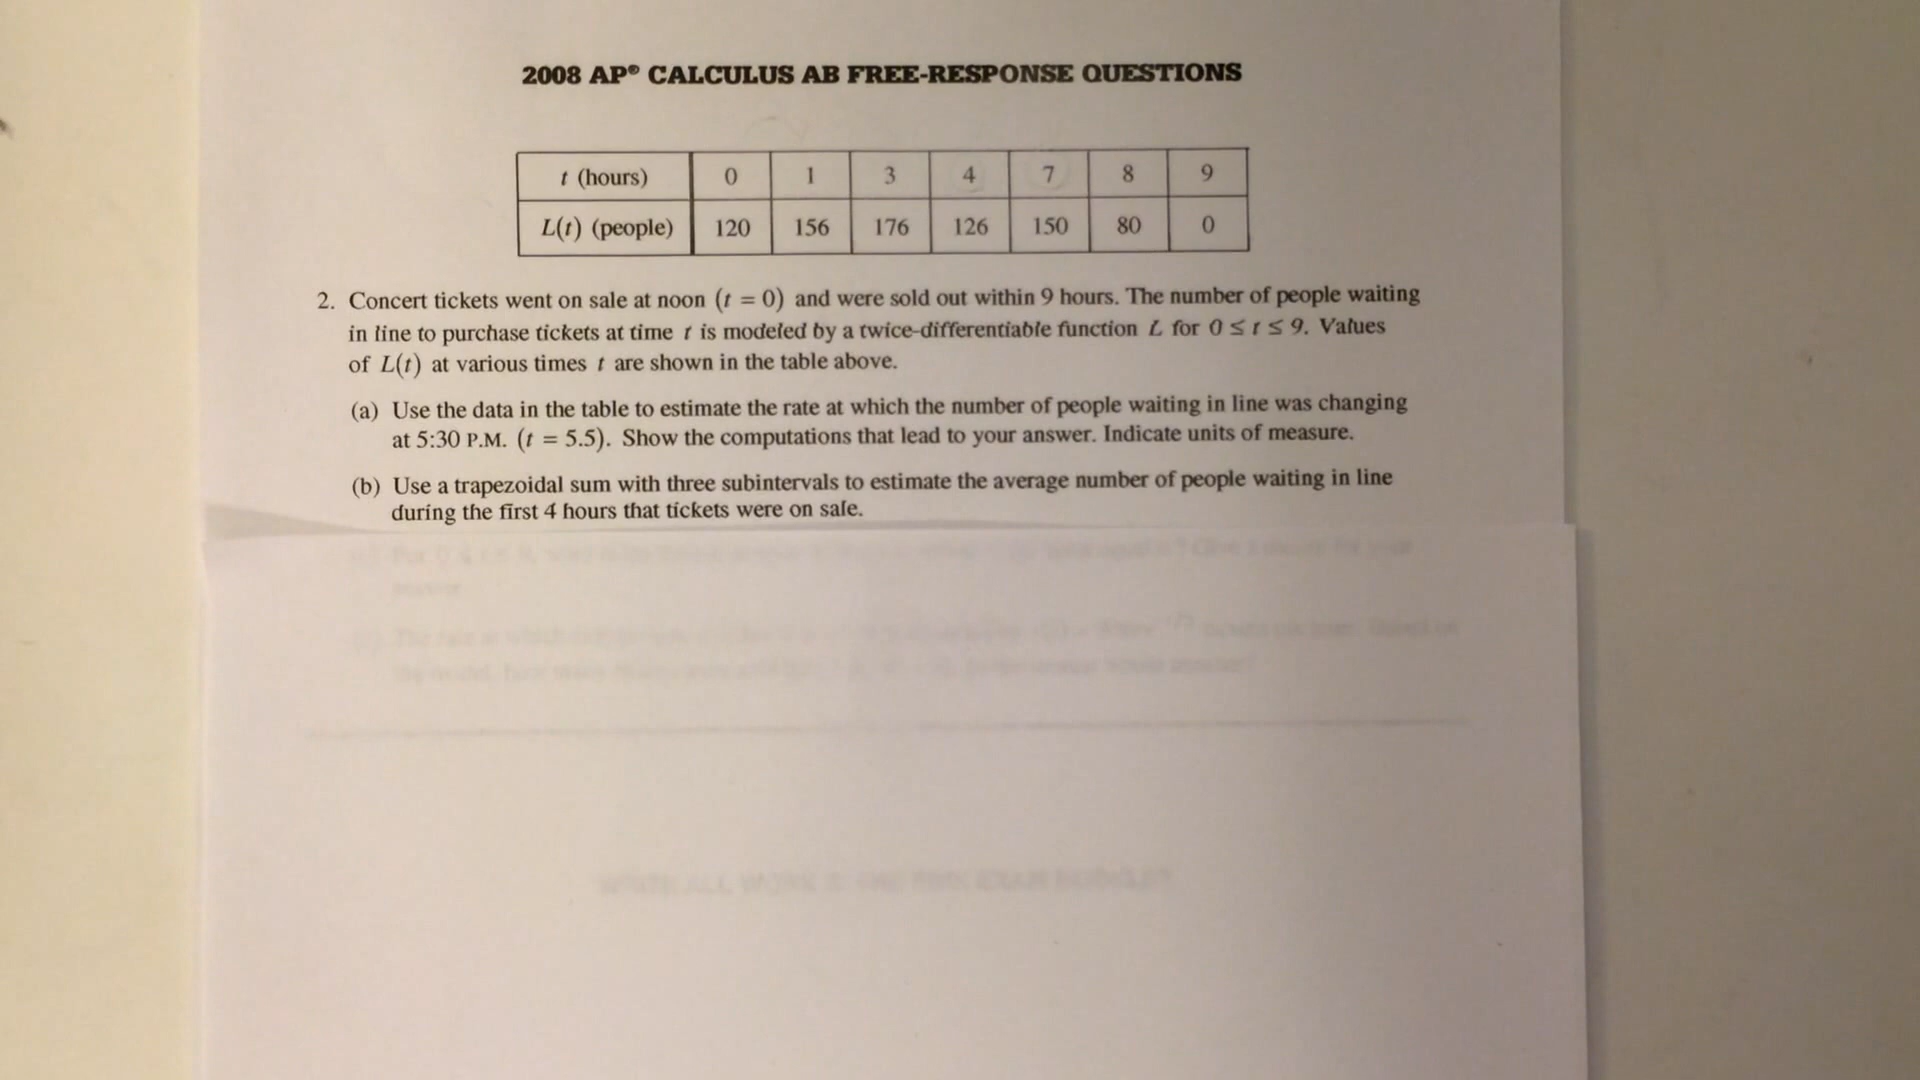 2008 AP® CALCULUS AB FREE-RESPONSE QUESTIONS
t (hours) 0 1 3 4 7 8 9
L(t) (people) 120 156 176 126 150 80 0
2. Concert tickets went on sale at noon (t = 0) and were sold out within 9 hours. The number of people waiting
in line to purchase tickets at time t is modeled by a twice-differentiable function L for 0 ≤ t ≤ 9. Values
of L(t) at various times t are shown in the table above.
(a) Use the data in the table to estimate the rate at which the number of people waiting in line was changing
at 5:30 P.M. (t = 5.5). Show the computations that lead to your answer. Indicate units of measure.
(b) Use a trapezoidal sum with three subintervals to estimate the average number of people waiting in line
during the first 4 hours that tickets were on sale.